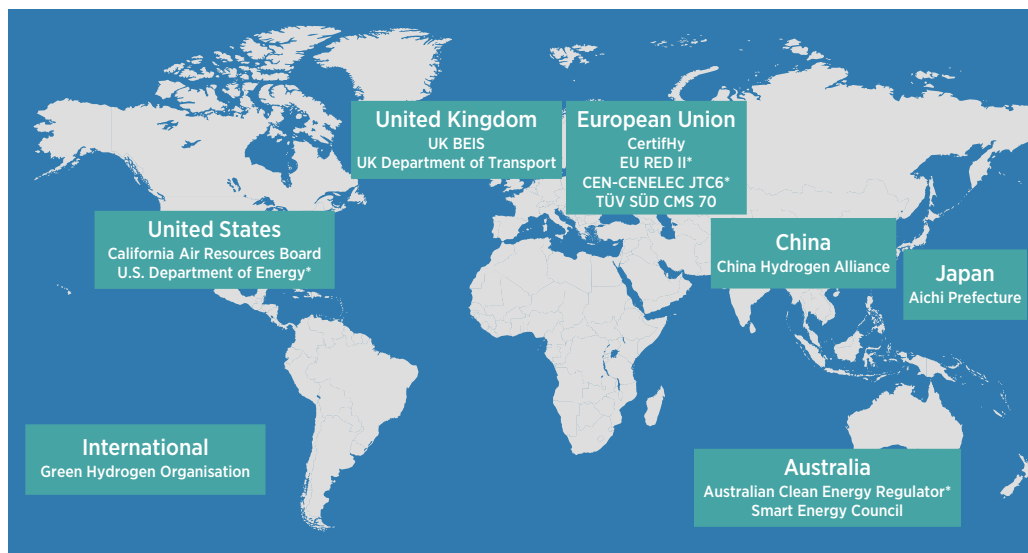 United Kingdom
UK BEIS
UK Department of Transport
European Union
CertifHy
EU RED II*
CEN-CENELEC JTC6*
TÜV SÜD CMS 70
United States
California Air Resources Board
U.S. Department of Energy*
China
China Hydrogen Alliance
Japan
Aichi Prefecture
International
Green Hydrogen Organisation
Australia
Australian Clean Energy Regulator*
Smart Energy Council